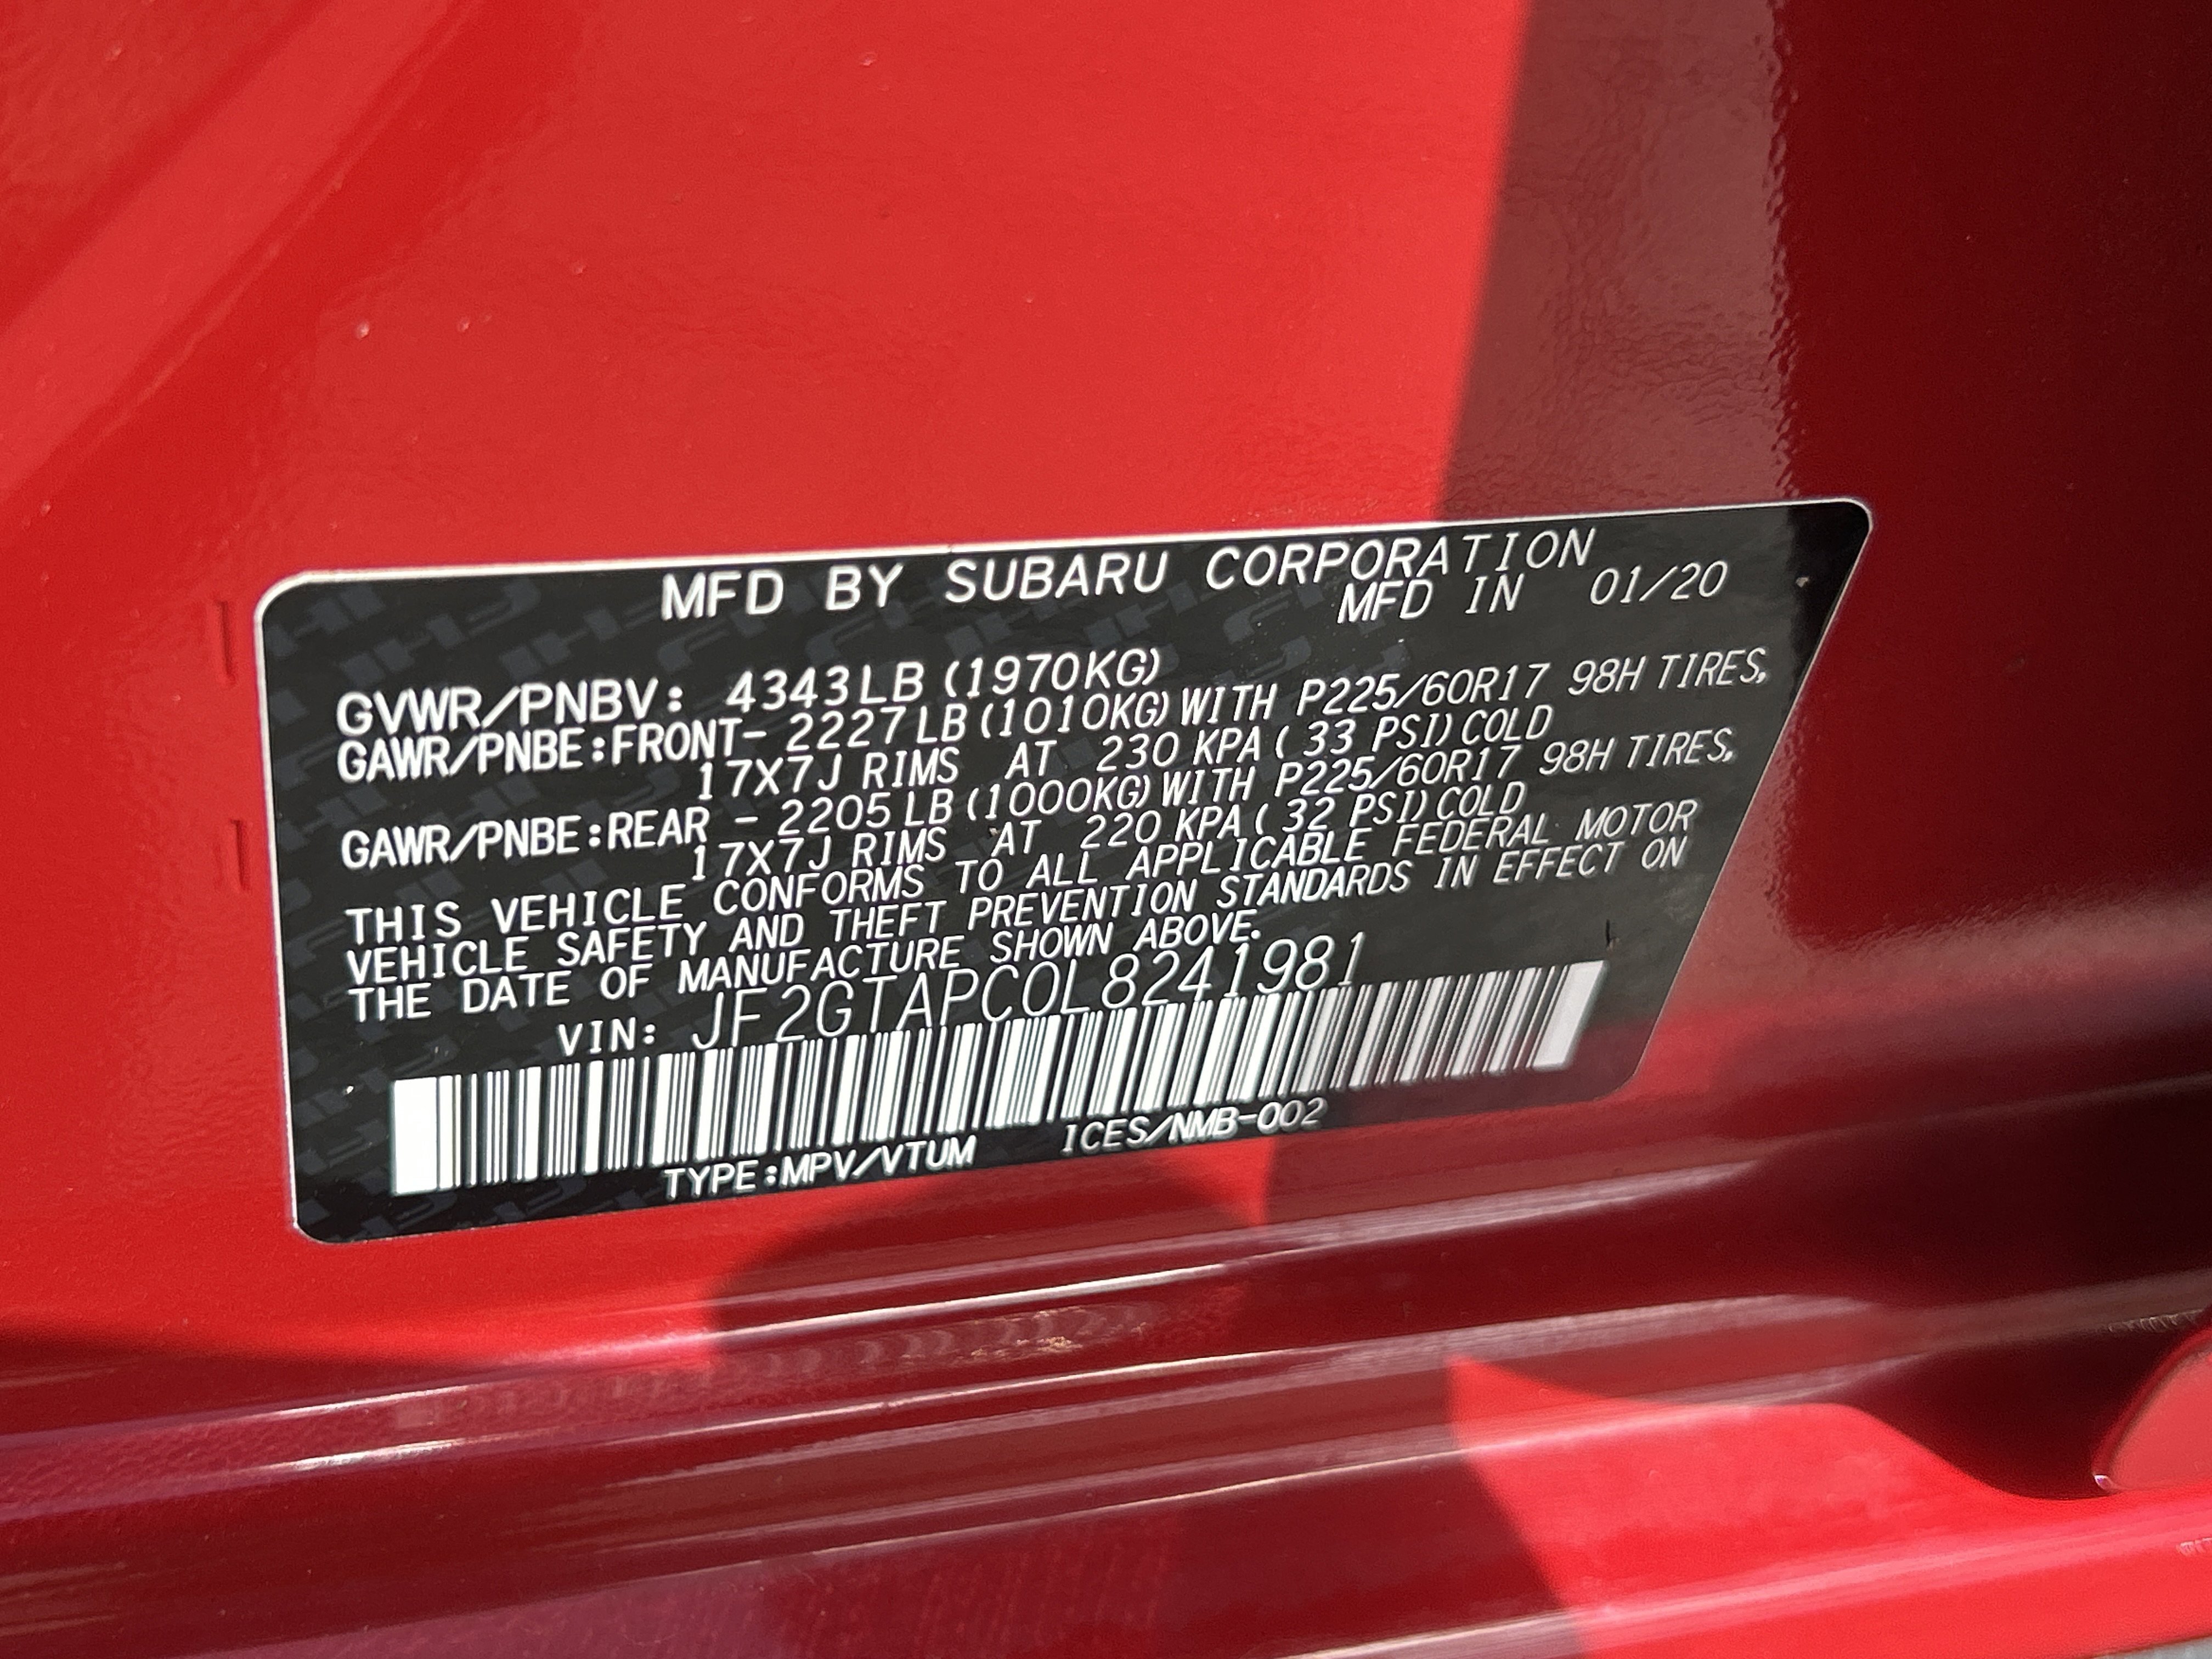 MFD BY SUBARU CORPORATION
MFD IN 01/20
GVWR/PNBV: 4343LB (1970KG)
GAWR/PNBE:FRONT- 2227LB (1010KG) WITH P225/60R17 98H TIRES,
17X7J RIMS AT 230 KPA ( 33 PSI) COLD
GAWR/PNBE:REAR - 2205LB (1000KG) WITH P225/60R17 98H TIRES,
17X7J RIMS AT 220 KPA ( 32 PSI) COLD
THIS VEHICLE CONFORMS TO ALL APPLICABLE FEDERAL MOTOR
VEHICLE SAFETY AND THEFT PREVENTION STANDARDS IN EFFECT ON
THE DATE OF MANUFACTURE SHOWN ABOVE.
VIN: JF2GTAPC0L8241981
TYPE:MPV/VTUM ICES/NMB-002